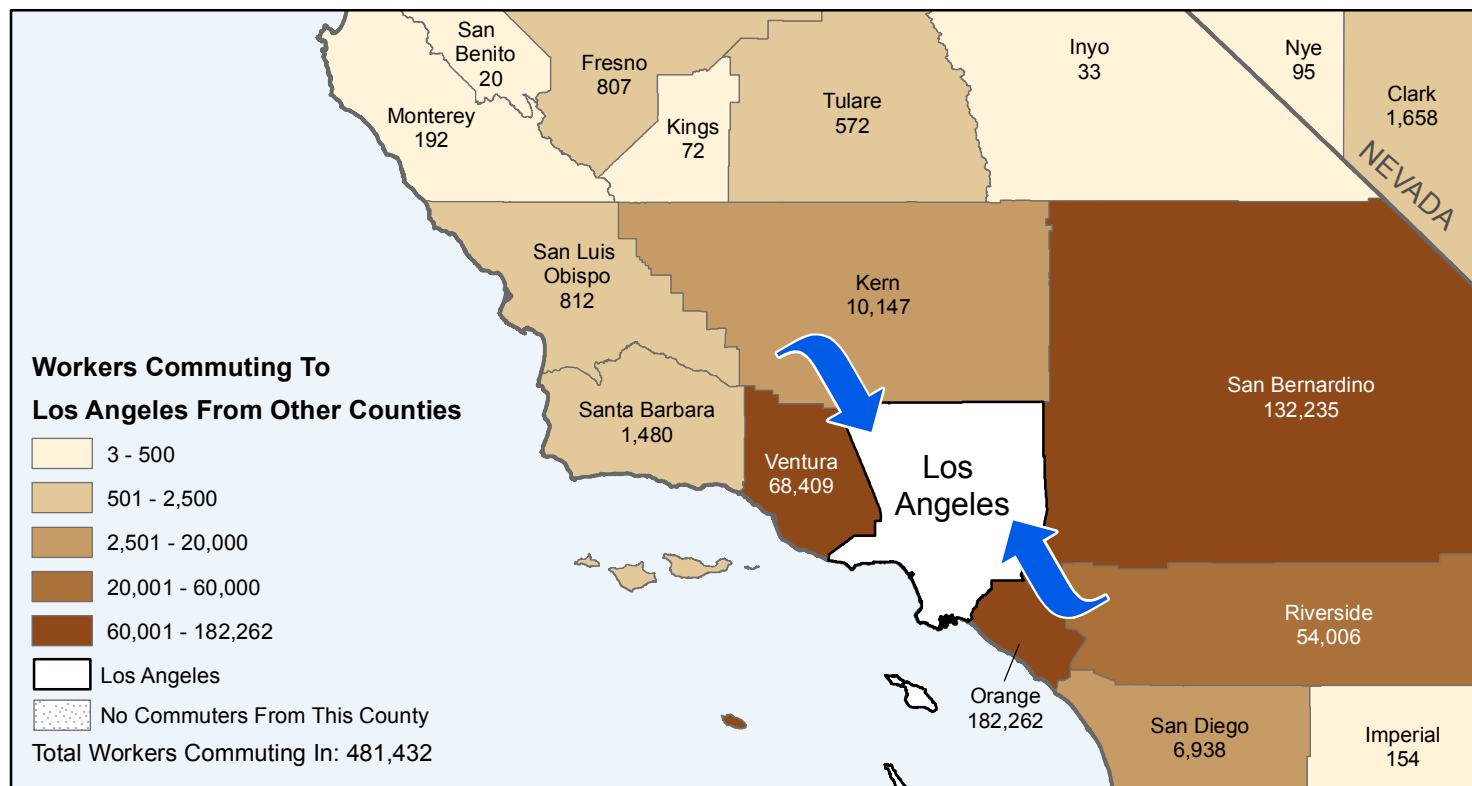 San
Benito
20
Fresno
807
Inyo
33
Nye
95
Clark
1,658
Monterey
192
Kings
72
Tulare
572
NEVADA
San Luis
Obispo
812
Kern
10,147
San Bernardino
132,235
Santa Barbara
1,480
Ventura
68,409
Los
Angeles
Riverside
54,006
Orange
182,262
San Diego
6,938
Imperial
154
Workers Commuting To
Los Angeles From Other Counties
3 - 500
501 - 2,500
2,501 - 20,000
20,001 - 60,000
60,001 - 182,262
Los Angeles
No Commuters From This County
Total Workers Commuting In: 481,432